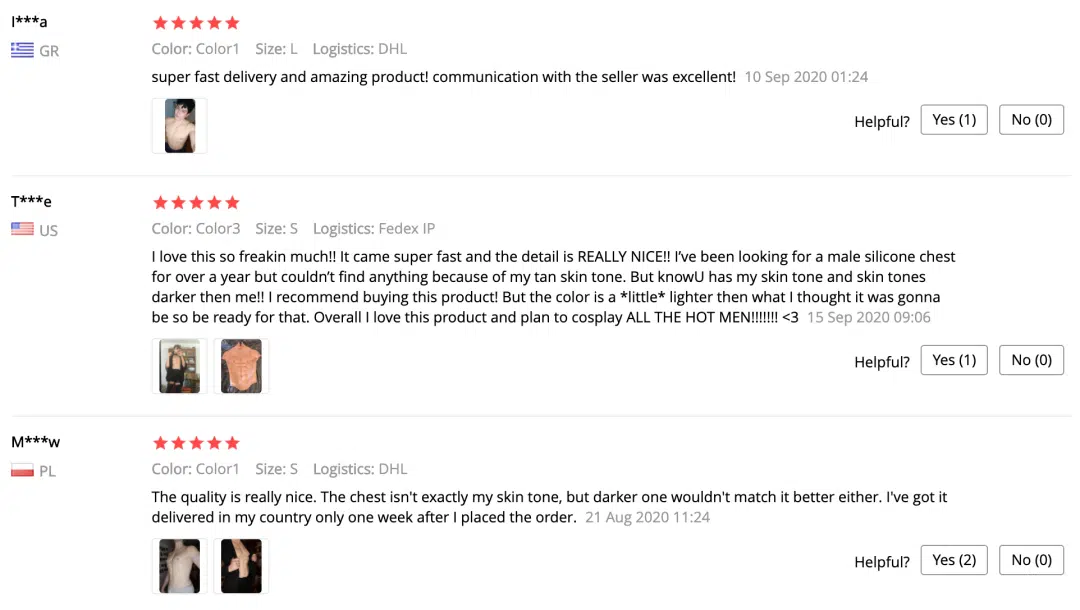 I***a
GR
Color: Color1 Size: L Logistics: DHL
super fast delivery and amazing product! communication with the seller was excellent! 10 Sep 2020 01:24
Helpful? Yes (1) No (0)
T***e
US
Color: Color3 Size: S Logistics: Fedex IP
I love this so freakin much!! It came super fast and the detail is REALLY NICE!! I’ve been looking for a male silicone chest
for over a year but couldn’t find anything because of my tan skin tone. But knowU has my skin tone and skin tones
darker then me!! I recommend buying this product! But the color is a *little* lighter then what I thought it was gonna
be so be ready for that. Overall I love this product and plan to cosplay ALL THE HOT MEN!!!!!!! <3 15 Sep 2020 09:06
Helpful? Yes (1) No (0)
M***w
PL
Color: Color1 Size: S Logistics: DHL
The quality is really nice. The chest isn't exactly my skin tone, but darker one wouldn't match it better either. I've got it
delivered in my country only one week after I placed the order. 21 Aug 2020 11:24
Helpful? Yes (2) No (0)